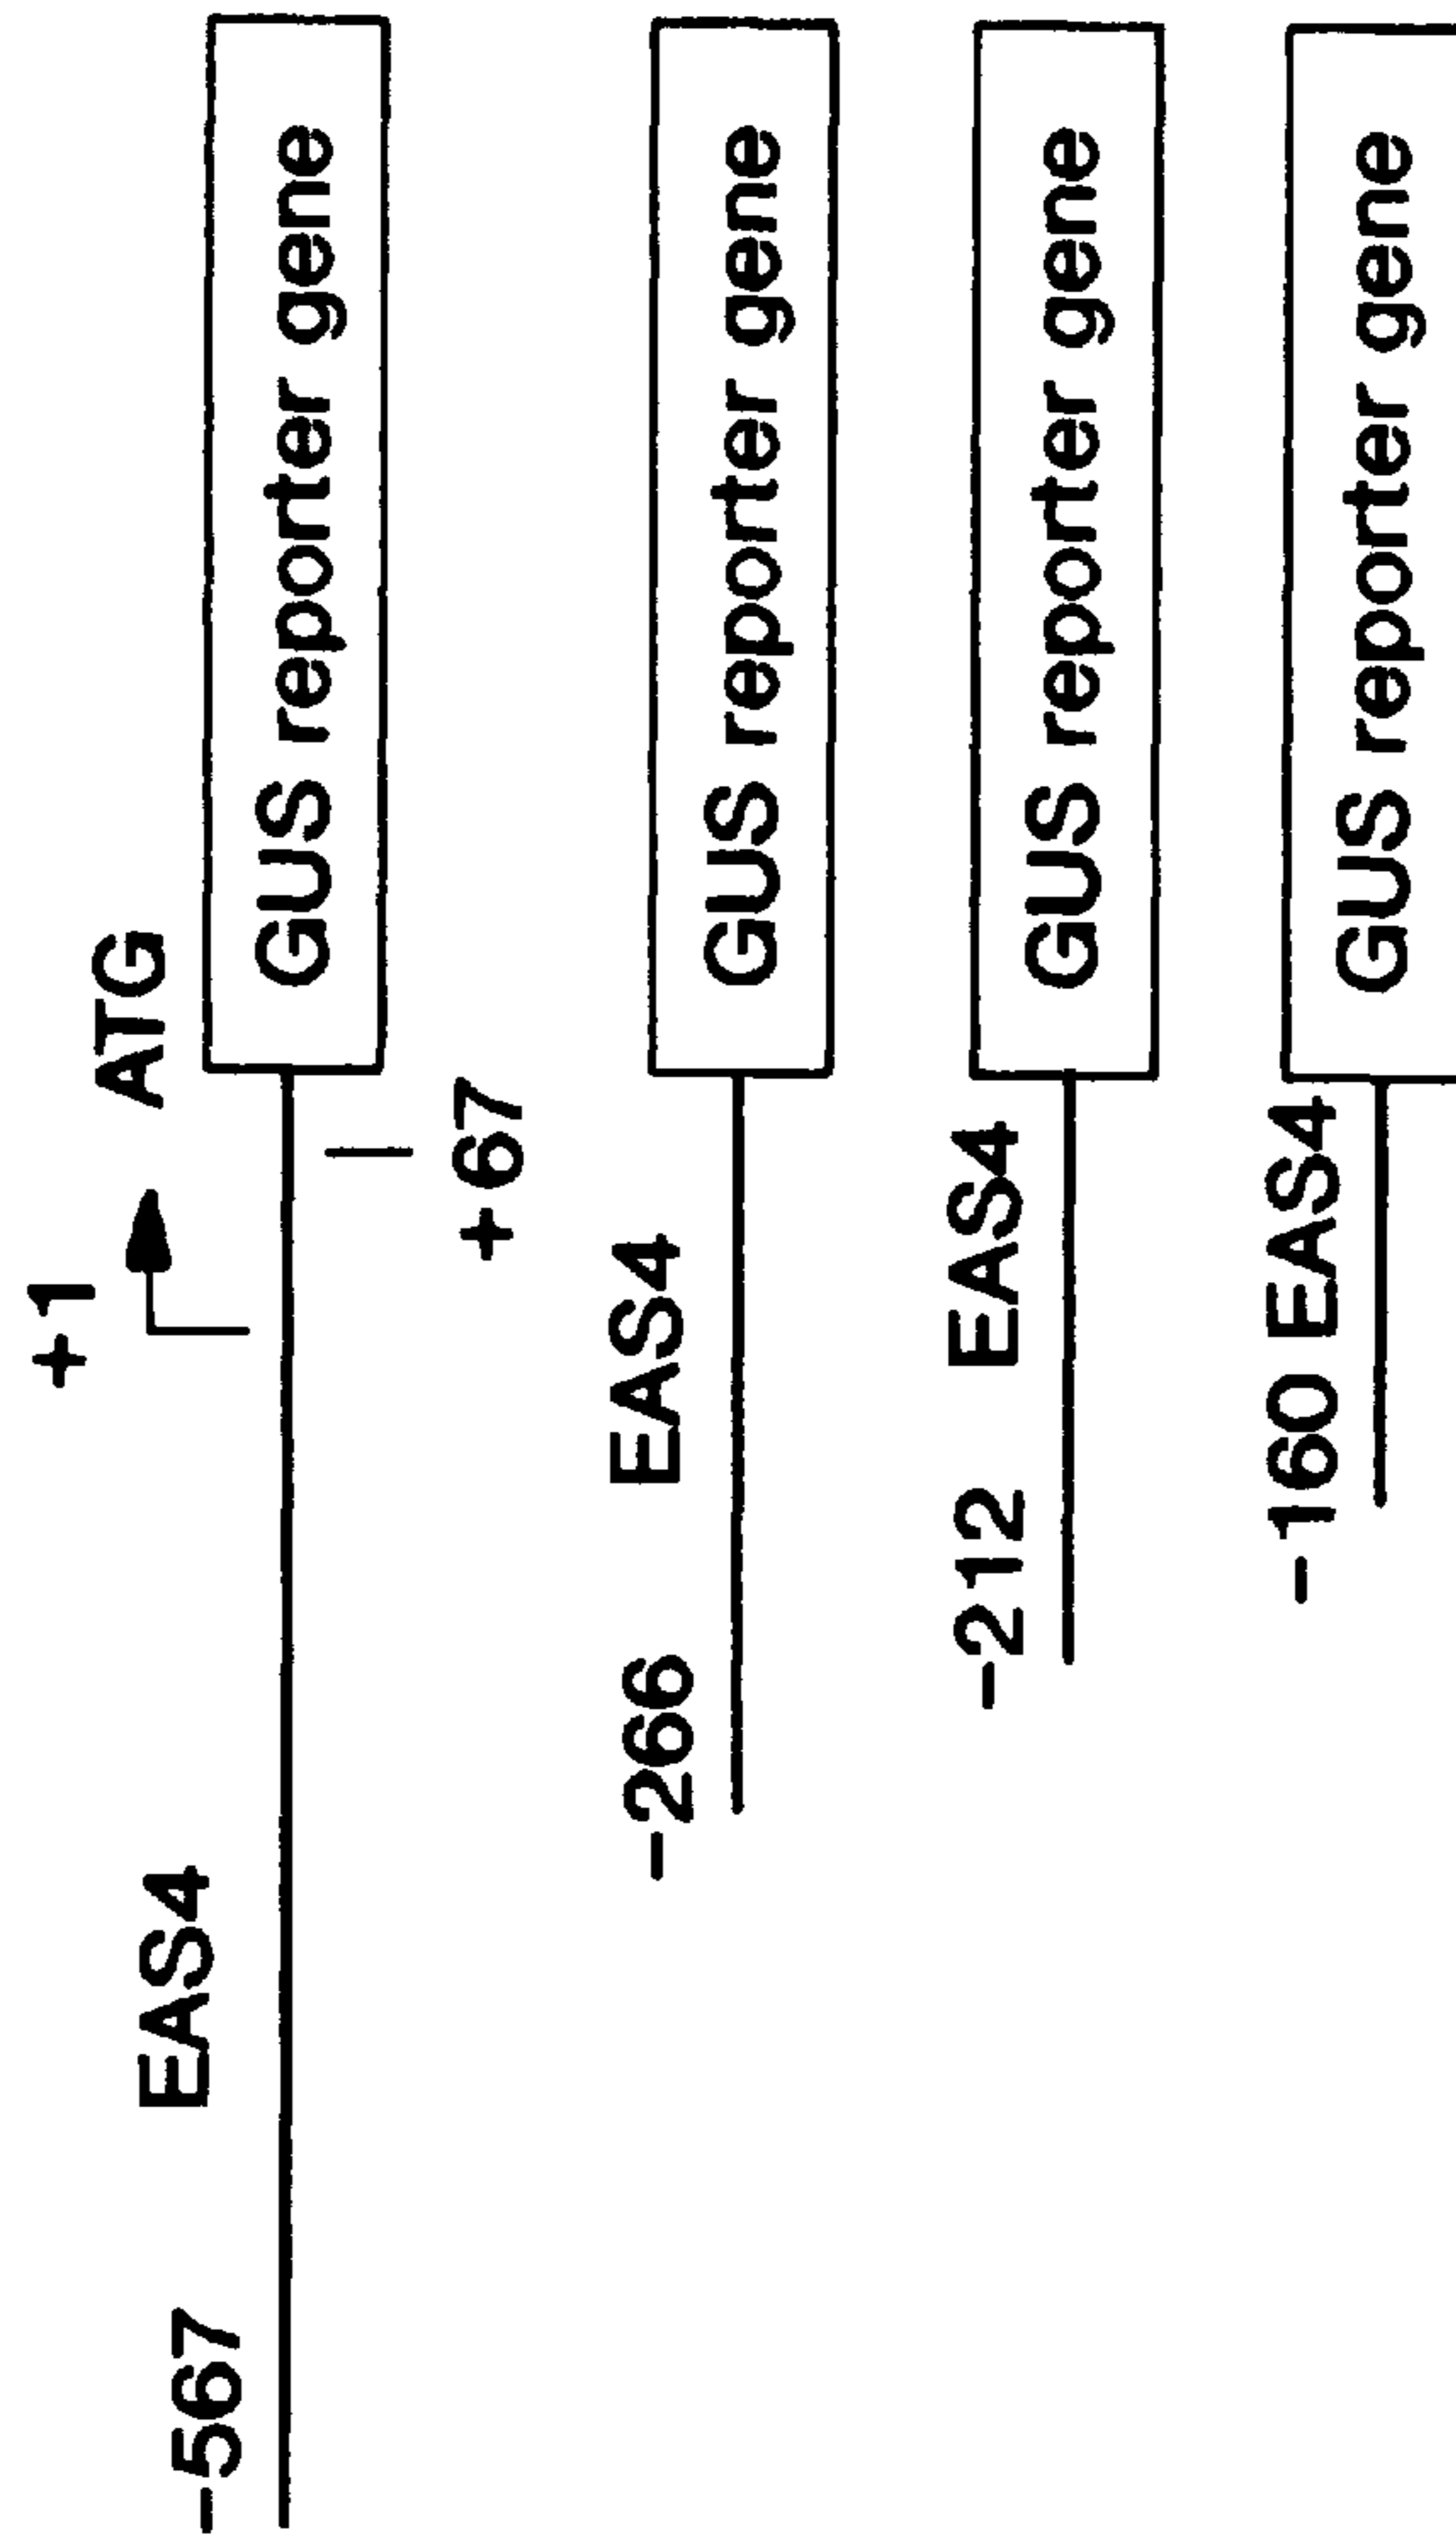 +1
ATG
-567 EAS4 GUS reporter gene
+67
-266 EAS4 GUS reporter gene
-212 EAS4 GUS reporter gene
-160 EAS4 GUS reporter gene